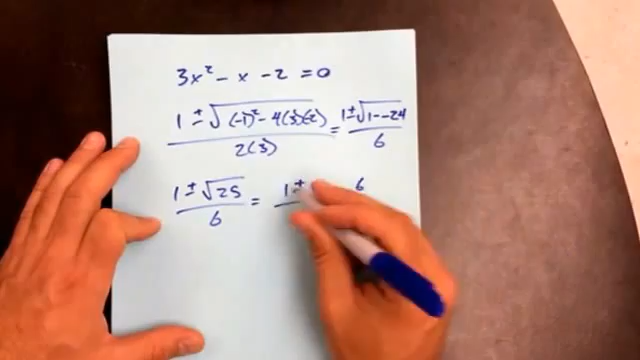 3x² - x - 2 = 0
1 ± √(-1)² - 4(3)(-2) / 2(3) = 1 ± √1--24 / 6
1 ± √25 / 6 = 1 ± 6